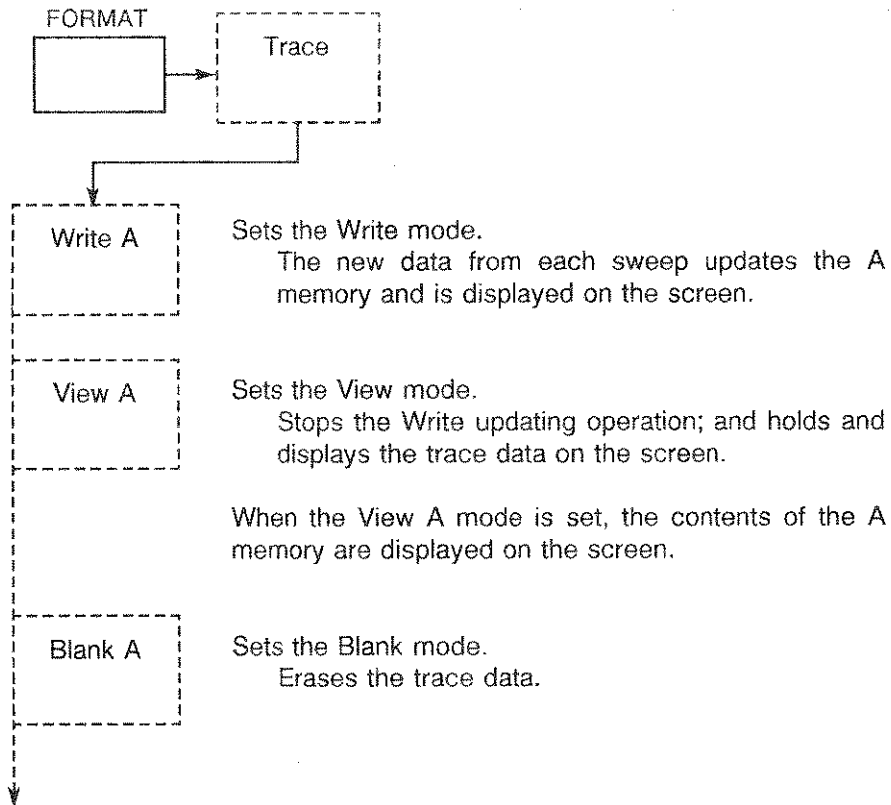 FORMAT
Trace
Write A
Sets the Write mode.
The new data from each sweep updates the A
memory and is displayed on the screen.
View A
Sets the View mode.
Stops the Write updating operation; and holds and
displays the trace data on the screen.
When the View A mode is set, the contents of the A
memory are displayed on the screen.
Blank A
Sets the Blank mode.
Erases the trace data.